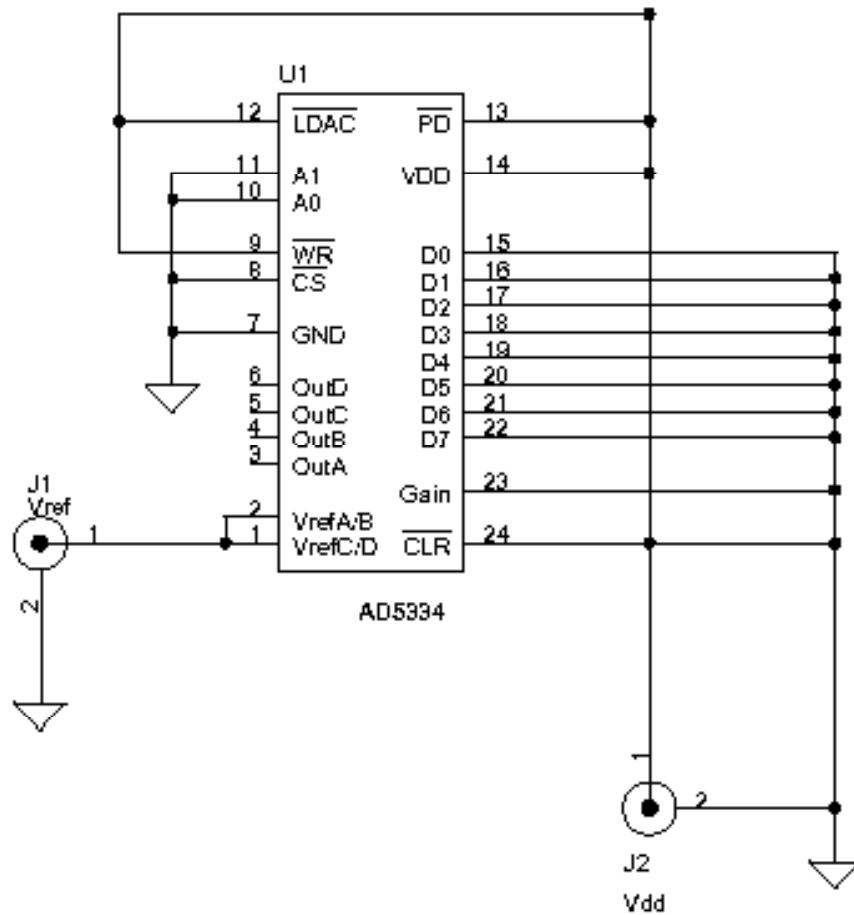 U1
12 LDAC PD 13
11 A1 VDD 14
10 A0
9 WR D0 15
8 CS D1 16
D2 17
7 GND D3 18
D4 19
6 OutD D5 20
5 OutC D6 21
4 OutB D7 22
3 OutA
Gain 23
J1
Vref
2 VrefA/B
1 1 VrefC/D CLR 24
2
AD5334
1
2
J2
Vdd